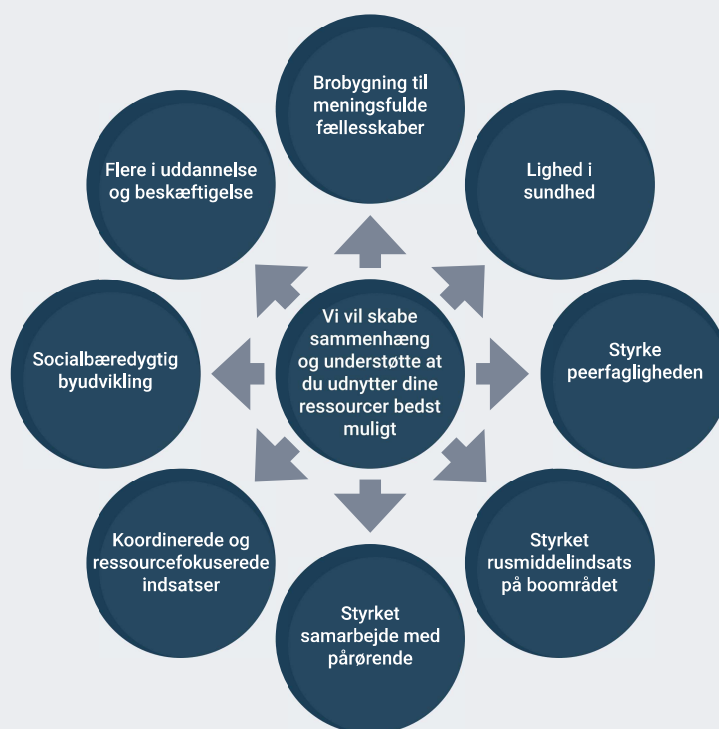 Brobygning til
meningsfulde
fællesskaber
Lighed i
sundhed
Styrke
peerfagligheden
Styrket
rusmiddelindsats
på boområdet
Styrket
samarbejde med
pårørende
Koordinerede og
ressourcefokuserede
indsatser
Socialbæredygtig
byudvikling
Flere i uddannelse
og beskæftigelse
Vi vil skabe
sammenhæng
og understøtte at
du udnytter dine
ressourcer bedst
muligt